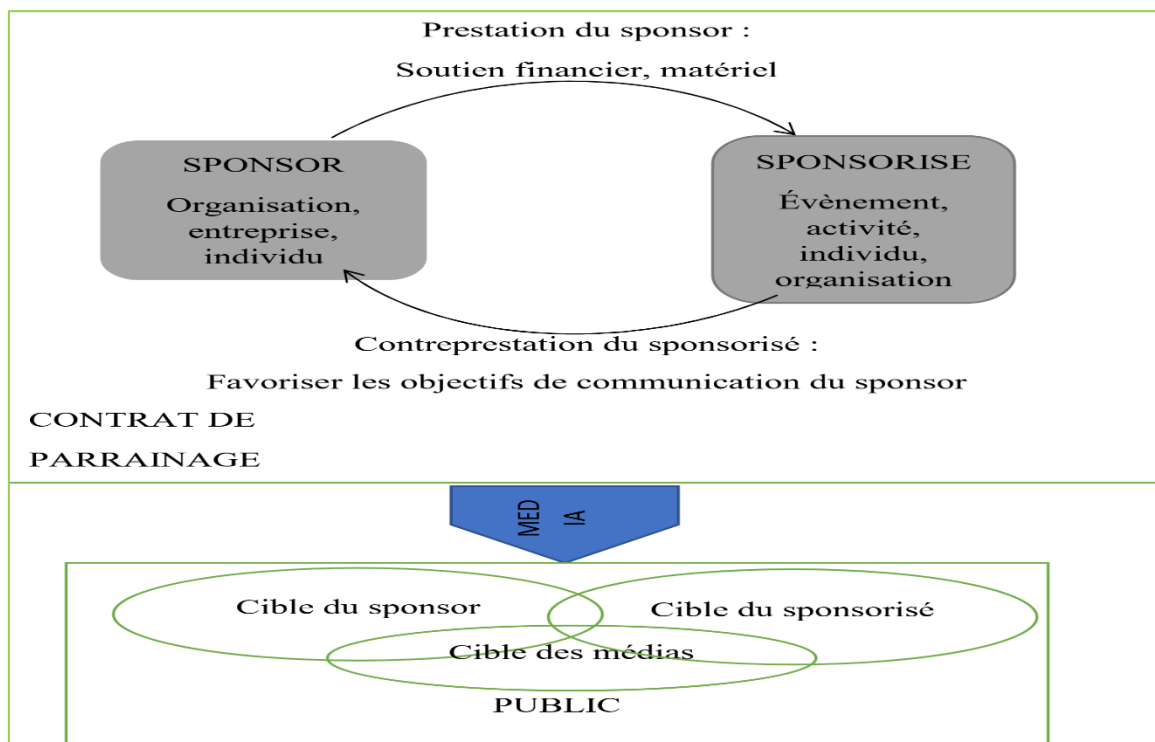 Prestation du sponsor :
Soutien financier, matériel
SPONSOR
Organisation,
entreprise,
individu
SPONSORISE
Évènement,
activité,
individu,
organisation
Contreprestation du sponsorisé :
Favoriser les objectifs de communication du sponsor
CONTRAT DE
PARRAINAGE
MED
IA
Cible du sponsor
Cible du sponsorisé
Cible des médias
PUBLIC